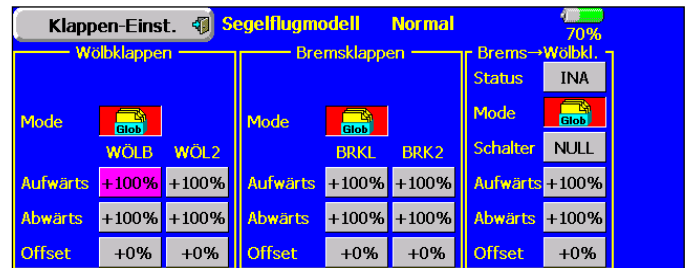 Klappen-Einst. Segelflugmodell Normal 70%
Wölbklappen
Mode Glob
WÖLB WÖL2
Aufwärts +100% +100%
Abwärts +100% +100%
Offset +0% +0%
Bremsklappen
Mode Glob
BRKL BRK2
Aufwärts +100% +100%
Abwärts +100% +100%
Offset +0% +0%
Brems→Wölbkl.
Status INA
Mode Glob
Schalter NULL
Aufwärts +100%
Abwärts +100%
Offset +0%